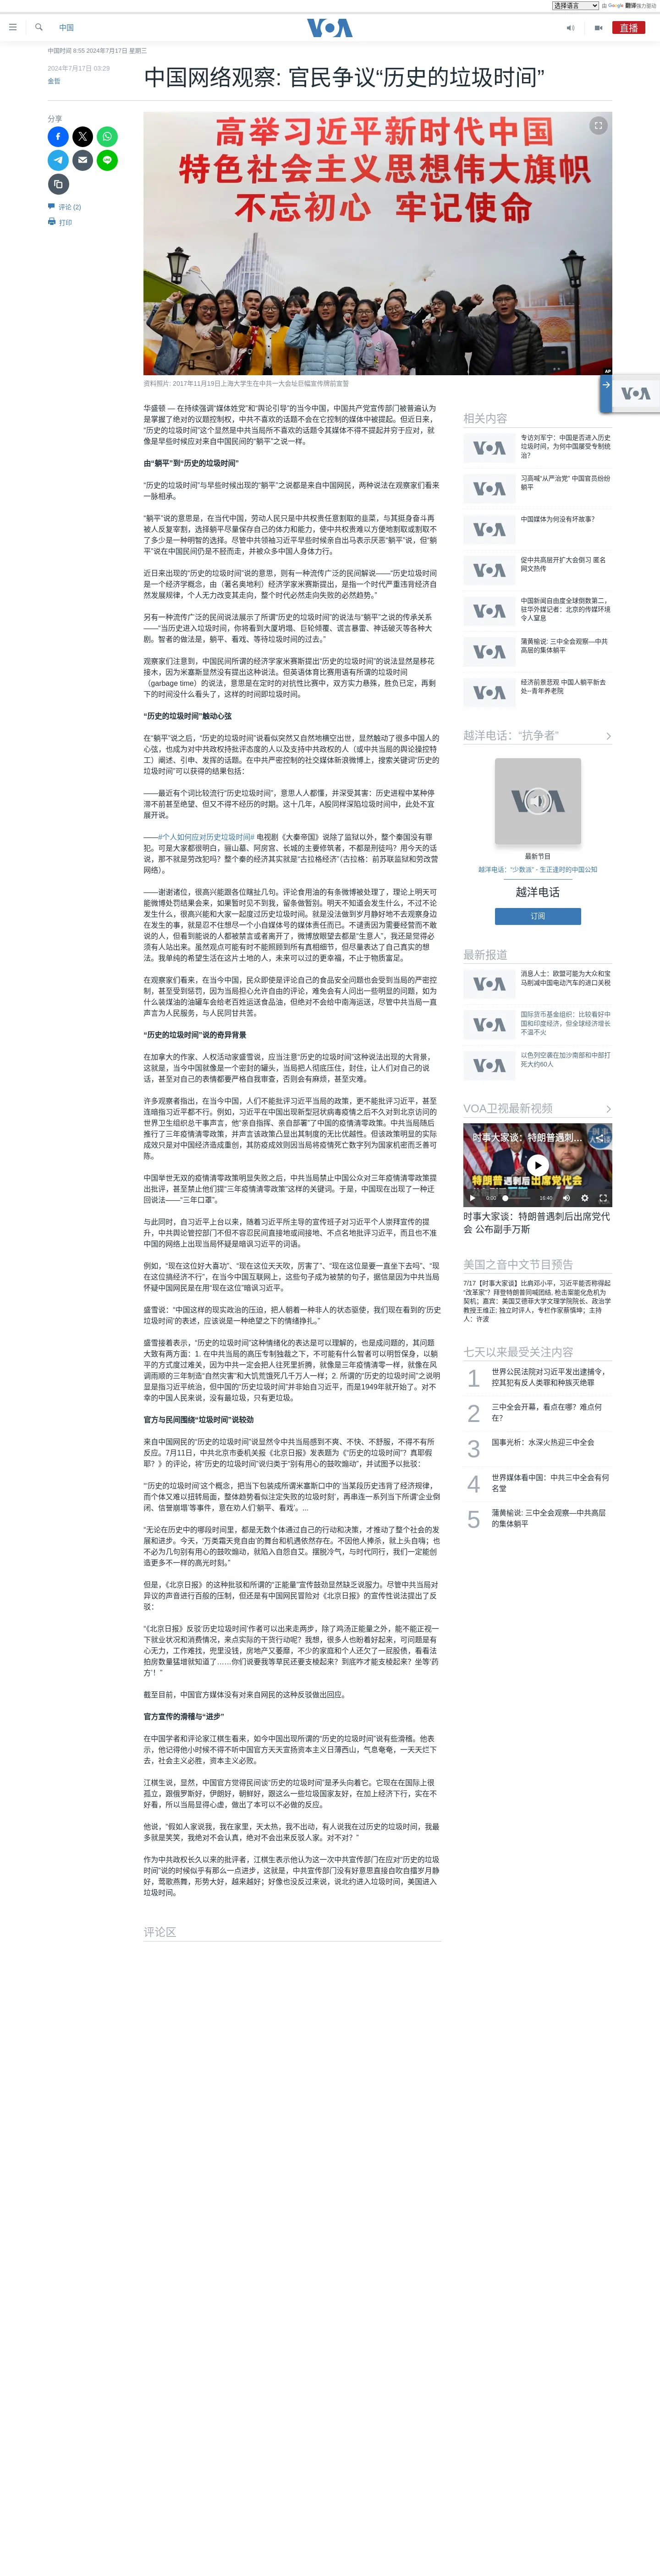 选择语言
由 Google 翻译强力驱动
中国
VOA
直播
中国时间 8:55 2024年7月17日 星期三
2024年7月17日 03:29
金哲
中国网络观察: 官民争议“历史的垃圾时间”
分享
评论 (2)
打印
高举习近平新时代中国
特色社会主义思想伟大旗帜
不忘初心 牢记使命
AP
资料照片: 2017年11月19日上海大学生在中共一大会址巨幅宣传牌前宣誓
华盛顿 — 在持续强调“媒体姓党”和“舆论引导”的当今中国，中国共产党宣传部门被普遍认为
是掌握了绝对的议题控制权，中共不喜欢的话题不会在它控制的媒体中被提起。但近日来，
“历史的垃圾时间”这个显然是中共当局所不喜欢的话题令其媒体不得不提起并穷于应对，就
像是早些时候应对来自中国民间的“躺平”之说一样。
由“躺平”到“历史的垃圾时间”
“历史的垃圾时间”与早些时候出现的“躺平”之说都是来自中国网民，两种说法在观察家们看来
一脉相承。
“躺平”说的意思是，在当代中国，劳动人民只是中共权贵任意割取的韭菜，与其挺身奋斗再
被人反复宰割，选择躺平尽量保存自己的体力和能力，使中共权贵难以方便地割取或割取不
了多少是一种明智的选择。尽管中共领袖习近平早些时候亲自出马表示厌恶“躺平”说，但“躺
平”说在中国民间仍是不胫而走，并被众多中国人身体力行。
近日来出现的“历史的垃圾时间”说的意思，则有一种流传广泛的民间解说——“历史垃圾时间
是一个经济学概念，由（著名奥地利）经济学家米塞斯提出，是指一个时代严重违背经济自
然发展规律，个人无力改变其走向，整个时代必然走向失败的必然趋势。”
另有一种流传广泛的民间说法展示了所谓“历史的垃圾时间”的说法与“躺平”之说的传承关系
——“当历史进入垃圾时间，你将看到大厦坍塌、巨轮倾覆、谎言暴雷、神话破灭等各种大
剧。智者的做法是，躺平、看戏、等待垃圾时间的过去。”
观察家们注意到，中国民间所谓的经济学家米赛斯提出“历史的垃圾时间”的说法显然是移花
接木，因为米塞斯显然没有提出这种说法。但英语体育比赛用语有所谓的垃圾时间
（garbage time）的说法，意思是在定时的对抗性比赛中，双方实力悬殊，胜负已定，再剩
下的时间没什么看头了，这样的时间即垃圾时间。
“历史的垃圾时间”触动心弦
在“躺平”说之后，“历史的垃圾时间”说看似突然又自然地横空出世，显然触动了很多中国人的
心弦，也成为对中共政权持批评态度的人以及支持中共政权的人（或中共当局的舆论操控特
工）阐述、引申、发挥的话题。在中共严密控制的社交媒体新浪微博上，搜索关键词“历史的
垃圾时间”可以获得的结果包括：
——最近有个词比较流行“历史垃圾时间”，意思人人都懂，并深受其害：历史进程中某种停
滞不前甚至绝望、但又不得不经历的时期。这十几年，A股同样深陷垃圾时间中，此处不宜
展开说。
——#个人如何应对历史垃圾时间# 电视剧《大秦帝国》说除了监狱以外，整个秦国没有罪
犯。可是大家都很明白，骊山墓、阿房宫、长城的主要修筑者，不都是刑徒吗？用今天的话
说，那不就是劳改犯吗？整个秦的经济其实就是“古拉格经济”（古拉格：前苏联监狱和劳改营
网络）。
——谢谢诸位，很高兴能跟各位瞎扯几句。评论食用油的有条微博被处理了，理论上明天可
能微博处罚结果会来，如果暂时见不到我，留条微暂别。明天不知道会发生什么，不过不论
发生什么，很高兴能和大家一起度过历史垃圾时间。就是没法做到岁月静好地不去观察身边
在发生的事，就是忍不住想尽一个小自媒体号的媒体责任而已。不谴责因为需要经营而不敢
说的人，但看到能说的人都被禁言或者离开了，微博放眼望去都是“生意人”，我还是觉得必
须有人站出来。虽然观点可能有时不能照顾到所有真相细节，但尽量表达了自己真实的想
法。我单纯的希望生活在这片土地的人，未来可以过的更幸福，不止于物质富足。
在观察家们看来，在当今中国，民众即使是评论自己的食品安全问题也会受到当局的严密控
制，甚至受到惩罚，因为当局担心允许自由的评论，难免会有人问出一些明显的问题，如为
什么装煤油的油罐车会给老百姓运送食品油，但绝对不会给中南海运送，尽管中共当局一直
声言为人民服务，与人民同甘共苦。
“历史的垃圾时间”说的奇异背景
在加拿大的作家、人权活动家盛雪说，应当注意“历史的垃圾时间”这种说法出现的大背景，
这就是，当今中国就像是一个密封的罐头，当局把人彻底压住，封住，让人们对自己的说
话，甚至对自己的表情都要严格自我审查，否则会有麻烦，甚至灾难。
许多观察者指出，在当今中国，人们不能批评习近平当局的政策，更不能批评习近平，甚至
连暗指习近平都不行。例如，习近平在中国出现新型冠状病毒疫情之后不久对到北京访问的
世界卫生组织总干事声言，他“亲自指挥、亲自部署”了中国的疫情清零政策。中共当局随后
推行了三年疫情清零政策，并声言该政策凸显出其制度的无比优越性。但该政策明显的实际
成效只是对中国经济造成重创，其防疫成效则因当局将疫情死亡数字列为国家机密而乏善可
陈。
中国举世无双的疫情清零政策明显失败之后，中共当局禁止中国公众对三年疫情清零政策提
出批评，甚至禁止他们提“三年疫情清零政策”这样的关键词。于是，中国现在出现了一种迂
回说法——“三年口罩”。
与此同时，自习近平上台以来，随着习近平所主导的宣传班子对习近平个人崇拜宣传的提
升，中共舆论管控部门不但不容忍民间直接地或间接地、不点名地批评习近平，而且也不准
中国的网络上出现当局怀疑是暗讽习近平的词语。
例如，“现在这位好大喜功”、“现在这位天天吹，厉害了”、“现在这位是要一直坐下去吗”、“现
在这位搞经济不行”，在当今中国互联网上，这些句子成为被禁的句子，据信是因为中共当局
怀疑中国网民是在用“现在这位”暗讽习近平。
盛雪说：“中国这样的现实政治的压迫，把人朝着一种非人的状态驱使，我们现在看到的‘历史
垃圾时间’的表述，应该说是一种绝望之下的情绪挣扎。”
盛雪接着表示，“历史的垃圾时间”这种情绪化的表达是可以理解的，也是成问题的，其问题
大致有两方面：1. 在中共当局的高压专制独裁之下，不可能有什么智者可以明哲保身，以躺
平的方式度过难关，因为中共一定会把人往死里折腾，就像是三年疫情清零一样，就像在风
调雨顺的三年制造“自然灾害”和大饥荒饿死几千万人一样；2. 所谓的“历史的垃圾时间”之说明
显是指习近平统治，但中国的“历史垃圾时间”并非始自习近平，而是1949年就开始了。对不
幸的中国人民来说，没有最垃圾，只有更垃圾。
官方与民间围绕“垃圾时间”说较劲
来自中国民间的“历史的垃圾时间”说显然令中共当局感到不爽、不快、不舒服，不得不有所
反应。7月11日，中共北京市委机关报《北京日报》发表题为《“历史的垃圾时间”？真耶假
耶？》的评论，将“历史的垃圾时间”说归类于“别有用心的鼓吹煽动”，并试图予以批驳：
“‘历史的垃圾时间’这个概念，把当下包装成所谓米塞斯口中的‘当某段历史违背了经济规律，
而个体又难以扭转局面，整体趋势看似注定失败的垃圾时刻’，再串连一系列当下所谓‘企业倒
闭、信誉崩塌’等事件，意在劝人们‘躺平、看戏’。...
“无论在历史中的哪段时间里，都是无数个体通过自己的行动和决策，才推动了整个社会的发
展和进步。今天，‘万类霜天竞自由’的舞台和机遇依然存在。不因他人捧杀，就上头自嗨；也
不必为几句别有用心的鼓吹煽动，就陷入自怨自艾。摆脱冷气，与时代同行，我们一定能创
造更多不一样的高光时刻。”
但是，《北京日报》的这种批驳和所谓的“正能量”宣传鼓劲显然缺乏说服力。尽管中共当局对
异议的声音进行百般的压制，但还是有中国网民冒险对《北京日报》的宣传性说法提出了反
驳：
“《北京日报》反驳‘历史垃圾时间’作者可以出来走两步，除了鸡汤正能量之外，能不能正视一
下就业状况和消费情况，来点实际的干货行动呢？我想，很多人也盼着好起来，可问题是有
心无力，工作难找，兜里没钱，房地产又萎靡，不少的家庭和个人还欠了一屁股债，看看法
拍房数量猛增就知道了……你们说要我等草民还要支棱起来？到底咋才能支棱起来？坐等‘药
方’！”
截至目前，中国官方媒体没有对来自网民的这种反驳做出回应。
官方宣传的滑稽与“进步”
在中国学者和评论家江棋生看来，如今中国出现所谓的“历史的垃圾时间”说有些滑稽。他表
示，他记得他小时候不得不听中国官方天天宣扬资本主义日薄西山，气息奄奄，一天天烂下
去，社会主义必胜，资本主义必败。
江棋生说，显然，中国官方觉得民间谈“历史的垃圾时间”是矛头向着它。它现在在国际上很
孤立，跟俄罗斯好，伊朗好，朝鲜好，跟这么一些垃圾国家友好，在加上经济下行，实在不
好看，所以当局显得心虚，做出了本可以不必做的反应。
他说，“假如人家说我，我在家里，天太热，我不出动，有人说我在过历史的垃圾时间，我最
多就是笑笑，我绝对不会认真，绝对不会出来反驳人家。对不对？”
作为中共政权长久以来的批评者，江棋生表示他认为这一次中共宣传部门在应对“历史的垃圾
时间”说的时候似乎有那么一点进步，这就是，中共宣传部门没有好意思直接自吹自擂岁月静
好，莺歌燕舞，形势大好，越来越好；好像也没反过来说，说北约进入垃圾时间，美国进入
垃圾时间。
评论区
VOA
相关内容
专访刘军宁：中国是否进入历史
垃圾时间，为何中国屡受专制统
治？
习高喊“从严治党” 中国官员纷纷
躺平
中国媒体为何没有坏故事？
促中共高层开扩大会倒习 匿名
网文热传
中国新闻自由度全球倒数第二，
驻华外媒记者：北京的传媒环境
令人窒息
蒲黄榆说: 三中全会观察—中共
高层的集体躺平
经济前景悲观 中国人躺平新去
处--青年养老院
越洋电话：“抗争者”
最新节目
越洋电话：“少数派” - 生正逢时的中国公知
越洋电话
订阅
最新报道
消息人士：欧盟可能为大众和宝
马削减中国电动汽车的进口关税
国际货币基金组织：比较看好中
国和印度经济，但全球经济增长
不温不火
以色列空袭在加沙南部和中部打
死大约60人
VOA卫视最新视频
时事大家谈：特朗普遇刺...
特朗普遇刺后出席党代会
0:00
16:40
时事大家谈：特朗普遇刺后出席党代
会 公布副手万斯
美国之音中文节目预告
7/17【时事大家谈】比肩邓小平，习近平能否称得起
“改革家”？拜登特朗普同喊团结, 枪击案能化危机为
契机；嘉宾：美国艾德菲大学文理学院院长、政治学
教授王维正; 独立时评人，专栏作家蔡慎坤；主持
人：许波
七天以来最受关注内容
1
世界公民法院对习近平发出逮捕令，
控其犯有反人类罪和种族灭绝罪
2
三中全会开幕，看点在哪？难点何
在？
3
国事光析：水深火热迎三中全会
4
世界媒体看中国：中共三中全会有何
名堂
5
蒲黄榆说: 三中全会观察—中共高层
的集体躺平